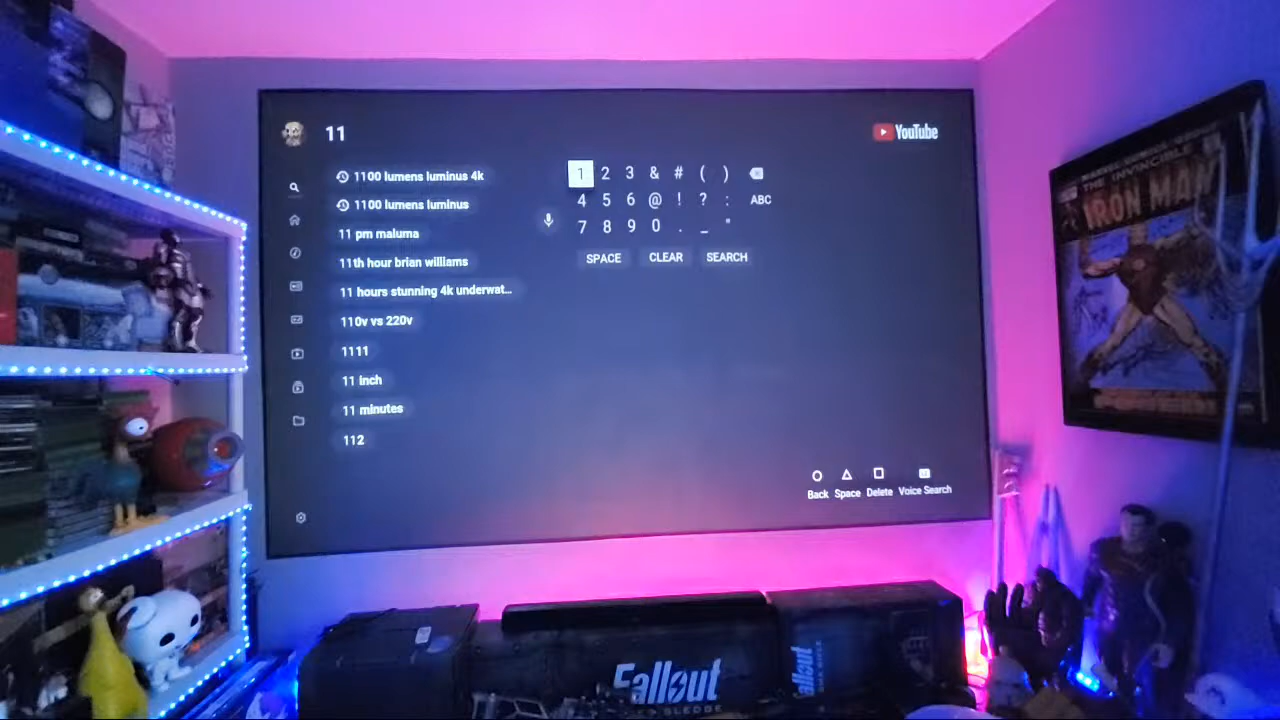 11
YouTube
1100 lumens luminus 4k
1100 lumens luminus
11 pm maluma
11th hour brian williams
11 hours stunning 4k underwat...
110v vs 220v
1111
11 inch
11 minutes
112
1 2 3 & # ( )
4 5 6 @ ! ? : ABC
7 8 9 0 . _ "
SPACE CLEAR SEARCH
Back Space Delete Voice Search
THE INVINCIBLE
IRON MAN
Fallout
SLEDGE
Fallout